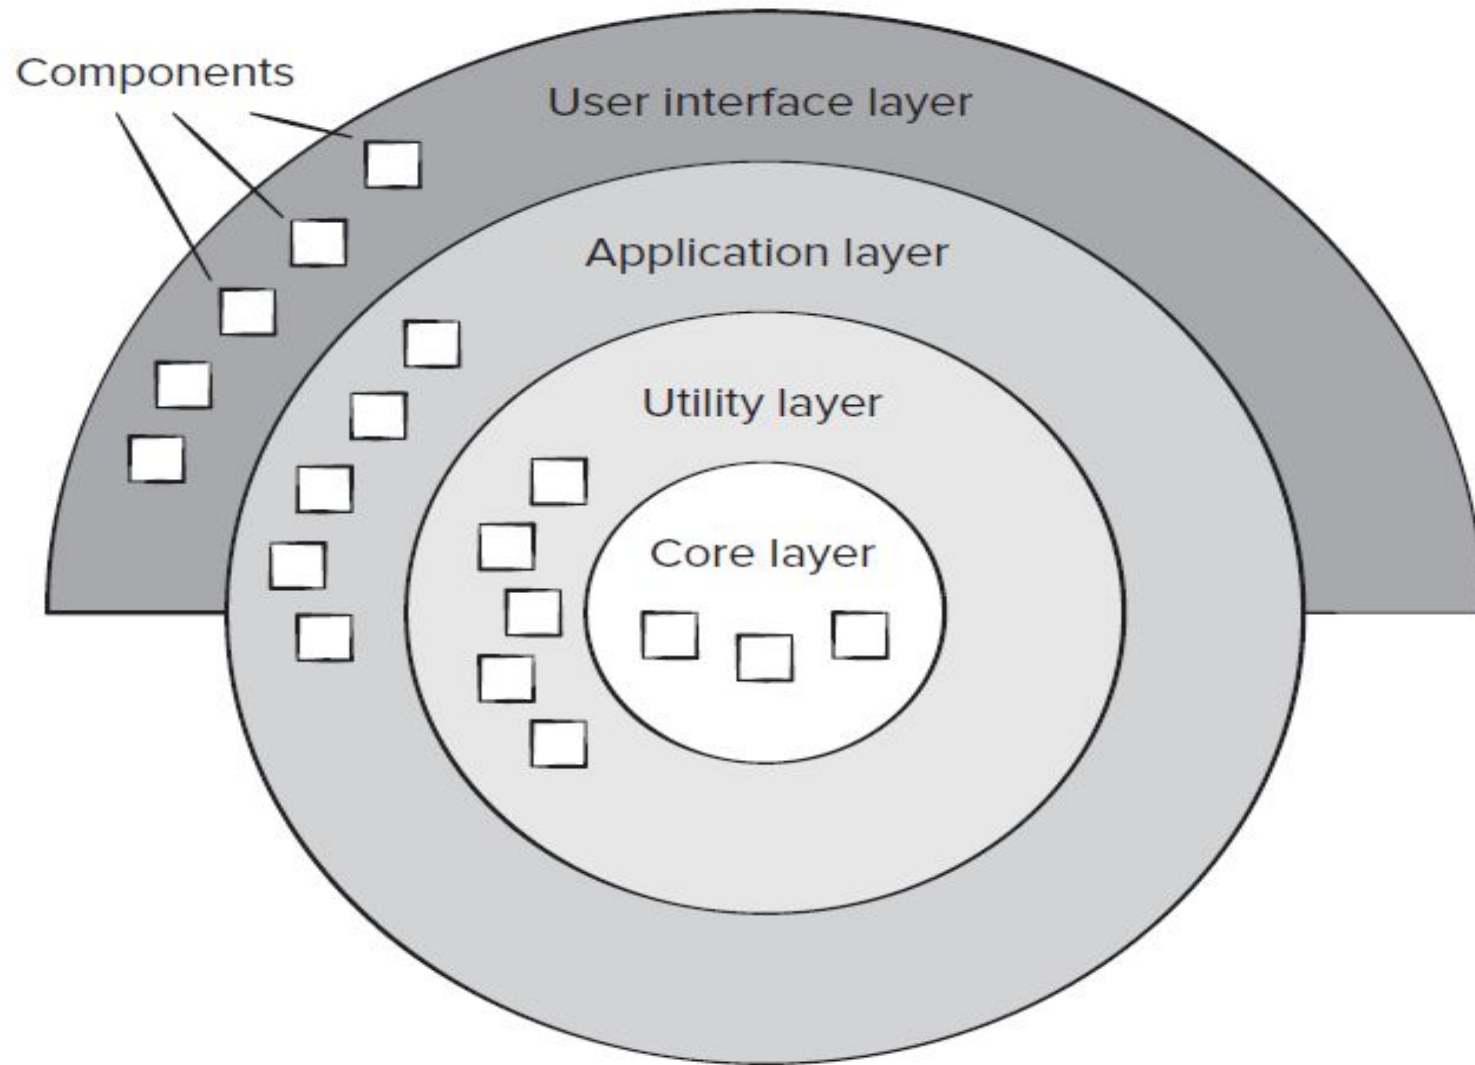 Components
User interface layer
Application layer
Utility layer
Core layer